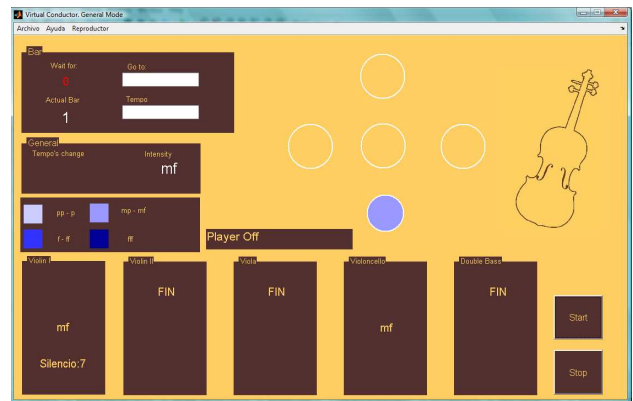 Virtual Conductor. General Mode
Archivo Ayuda Reproductor
Bar
Wait for:
Go to:
0
Actual Bar
Tempo
1
General
Tempo's change
Intensity
mf
pp - p
mp - mf
f - ff
fff
Player Off
Violin I
Violin II
Viola
Violoncello
Double Bass
FIN
FIN
FIN
mf
mf
Start
Silencio:7
Stop